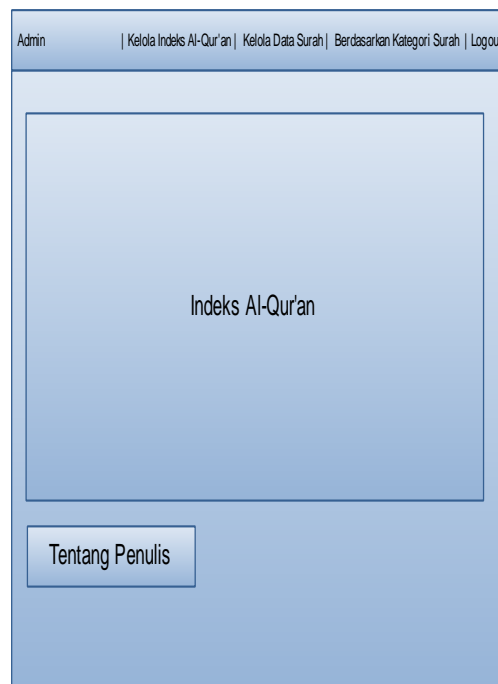 Admin | Kelola Indeks Al-Qur'an | Kelola Data Surah | Berdasarkan Kategori Surah | Logou
Indeks Al-Qur'an
Tentang Penulis